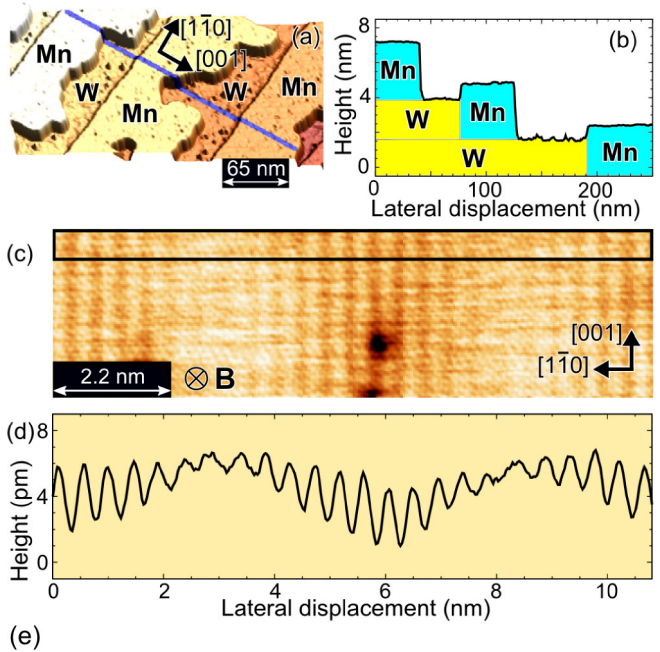 (a)
[11̄0]
[001]
Mn
W
Mn
W
Mn
65 nm
(b)
Height (nm)
8
4
0
Mn
W
Mn
W
Mn
0
100
200
Lateral displacement (nm)
(c)
2.2 nm
B
[001]
[11̄0]
(d)
Height (pm)
8
4
0
0
2
4
6
8
10
Lateral displacement (nm)
(e)